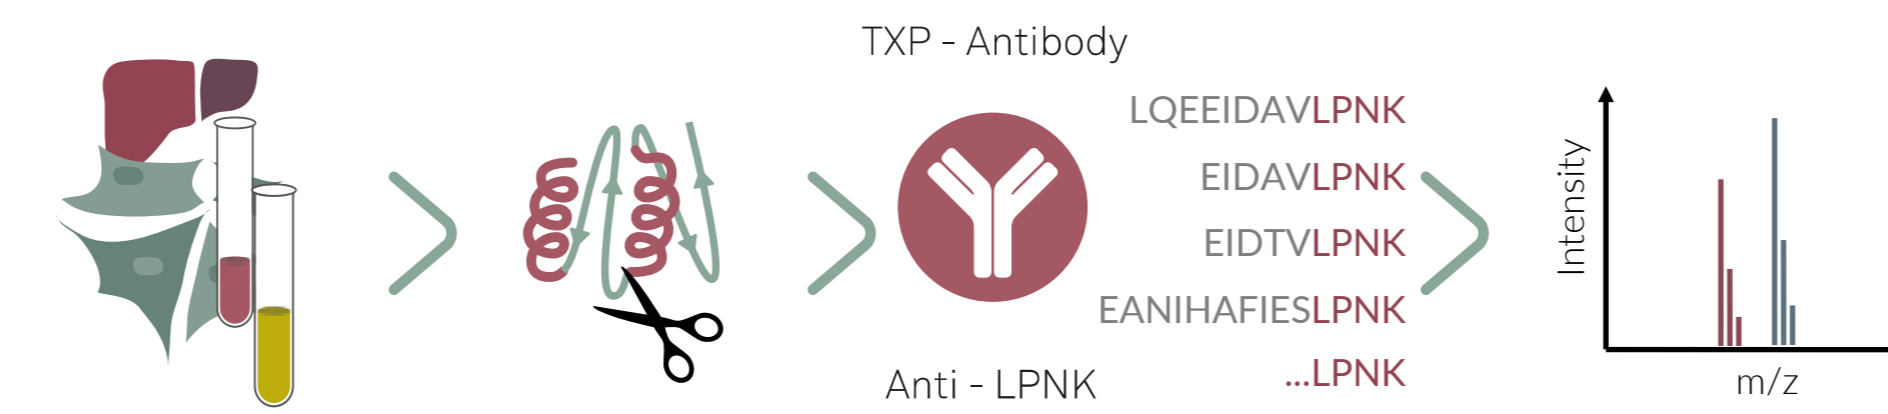 TXP - Antibody
LQEEIDAVLPNK
EIDAVLPNK
EIDTVLPNK
EANIHAFIESLPNK
...LPNK
Anti - LPNK
Intensity
m/z